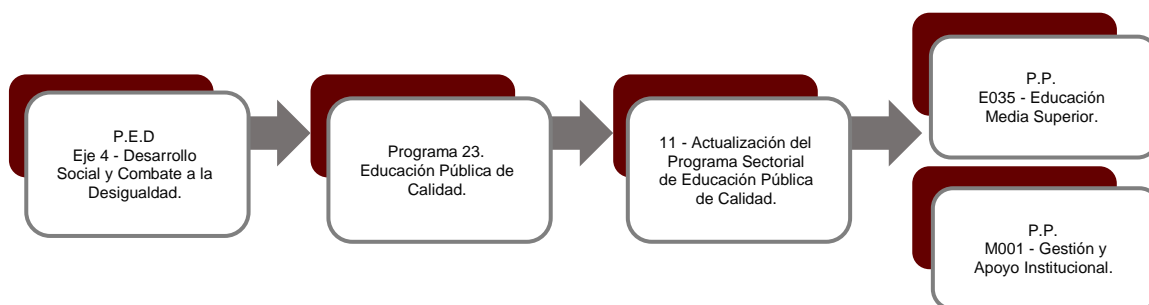 P.E.D
Eje 4 - Desarrollo
Social y Combate a la
Desigualdad.
Programa 23.
Educación Pública de
Calidad.
11 - Actualización del
Programa Sectorial
de Educación Pública
de Calidad.
P.P.
E035 - Educación
Media Superior.
P.P.
M001 - Gestión y
Apoyo Institucional.